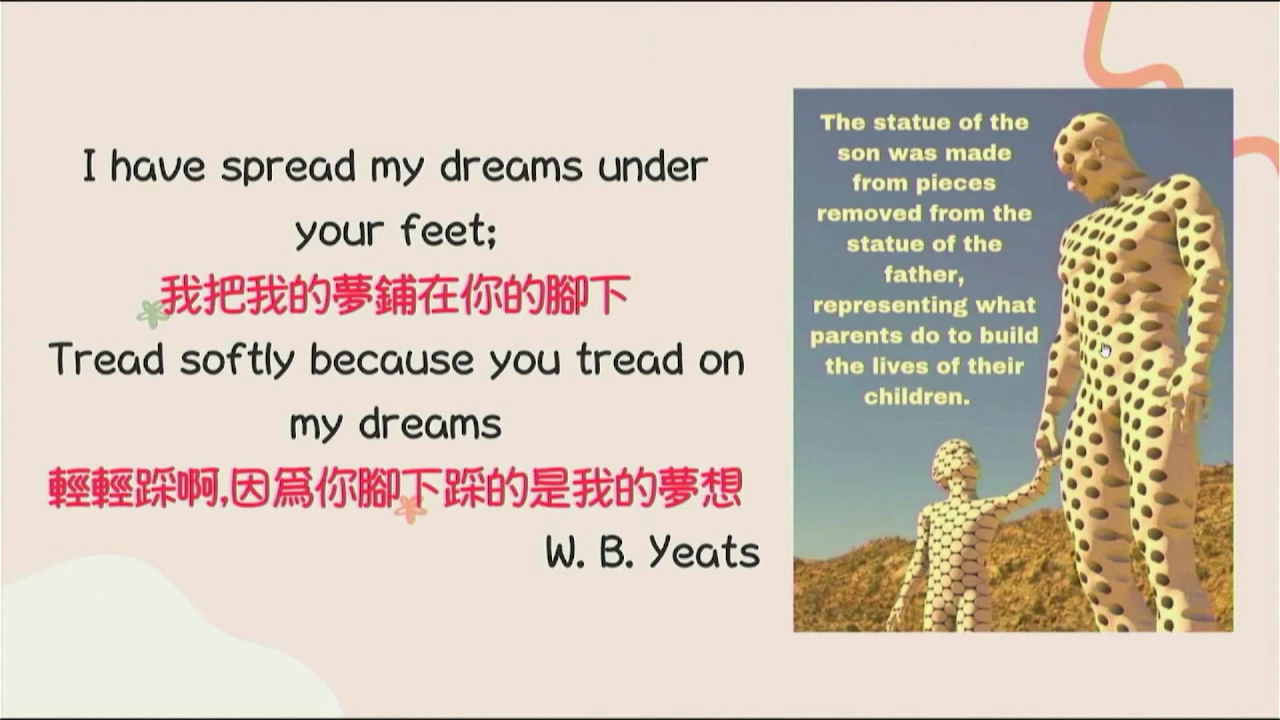 I have spread my dreams under
your feet;
我把我的夢鋪在你的腳下
Tread softly because you tread on
my dreams
輕輕踩啊,因爲你腳下踩的是我的夢想
W. B. Yeats
The statue of the
son was made
from pieces
removed from the
statue of the
father,
representing what
parents do to build
the lives of their
children.